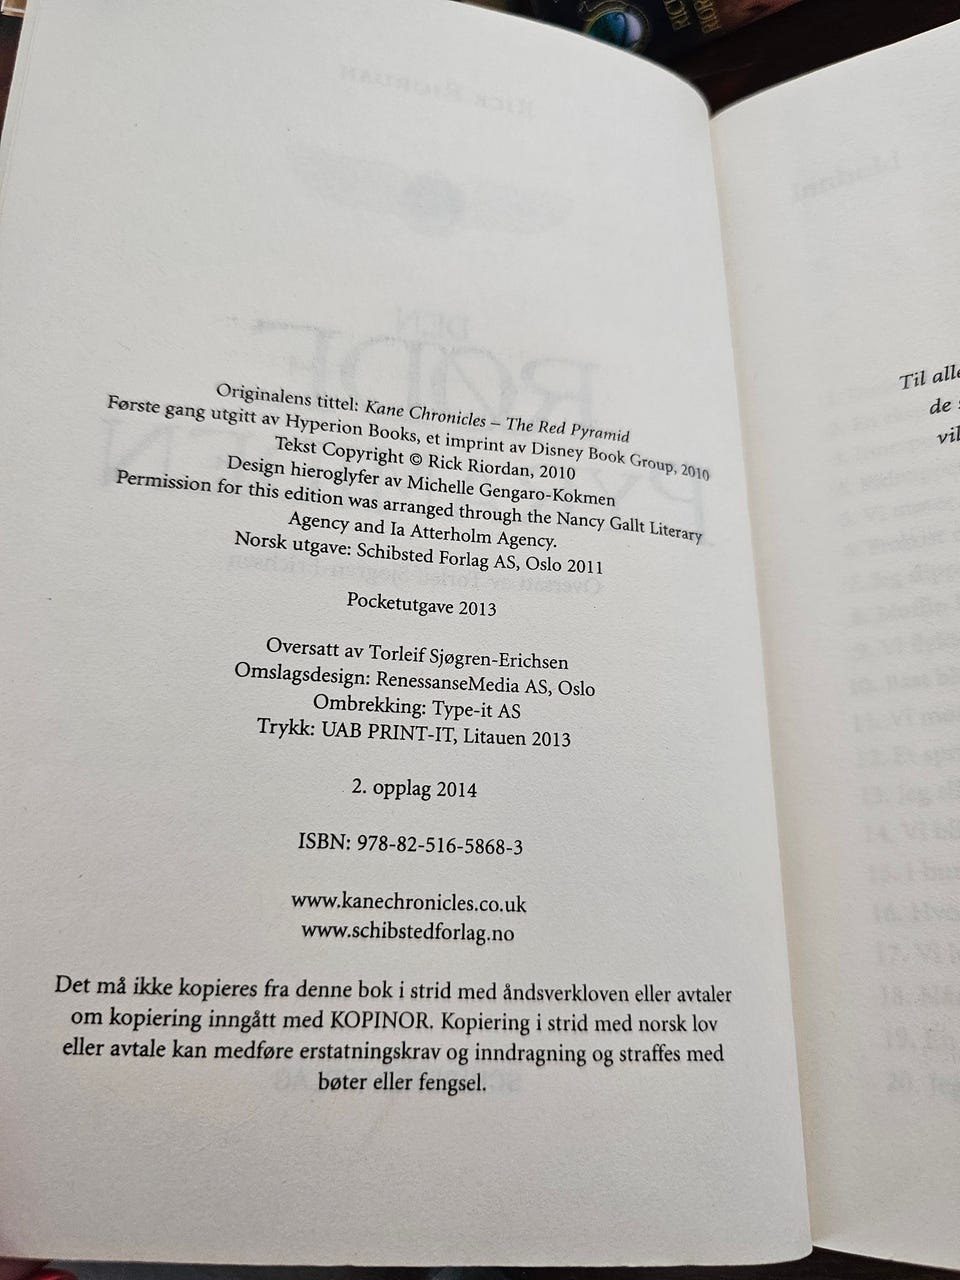 Originalens tittel: Kane Chronicles – The Red Pyramid
Første gang utgitt av Hyperion Books, et imprint av Disney Book Group, 2010
Tekst Copyright © Rick Riordan, 2010
Design hieroglyfer av Michelle Gengaro-Kokmen
Permission for this edition was arranged through the Nancy Gallt Literary
Agency and Ia Atterholm Agency.
Norsk utgave: Schibsted Forlag AS, Oslo 2011
Pocketutgave 2013
Oversatt av Torleif Sjøgren-Erichsen
Omslagsdesign: RenessanseMedia AS, Oslo
Ombrekking: Type-it AS
Trykk: UAB PRINT-IT, Litauen 2013
2. opplag 2014
ISBN: 978-82-516-5868-3
www.kanechronicles.co.uk
www.schibstedforlag.no
Det må ikke kopieres fra denne bok i strid med åndsverkloven eller avtaler
om kopiering inngått med KOPINOR. Kopiering i strid med norsk lov
eller avtale kan medføre erstatningskrav og inndragning og straffes med
bøter eller fengsel.
Til alle
de